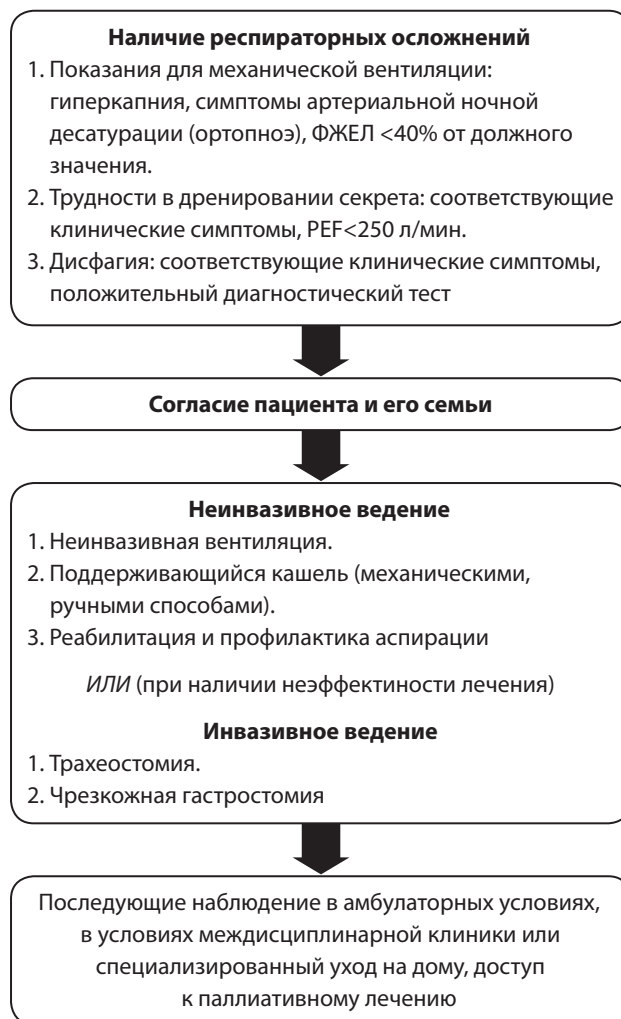 Наличие респираторных осложнений
1. Показания для механической вентиляции:
гиперкапния, симптомы артериальной ночной
десатурации (ортопноэ), ФЖЕЛ <40% от должного
значения.
2. Трудности в дренировании секрета: соответствующие
клинические симптомы, PEF<250 л/мин.
3. Дисфагия: соответствующие клинические симптомы,
положительный диагностический тест
Согласие пациента и его семьи
Неинвазивное ведение
1. Неинвазивная вентиляция.
2. Поддерживающийся кашель (механическими,
ручными способами).
3. Реабилитация и профилактика аспирации
ИЛИ (при наличии неэффектиности лечения)
Инвазивное ведение
1. Трахеостомия.
2. Чрезкожная гастростомия
Последующие наблюдение в амбулаторных условиях,
в условиях междисциплинарной клиники или
специализированный уход на дому, доступ
к паллиативному лечению